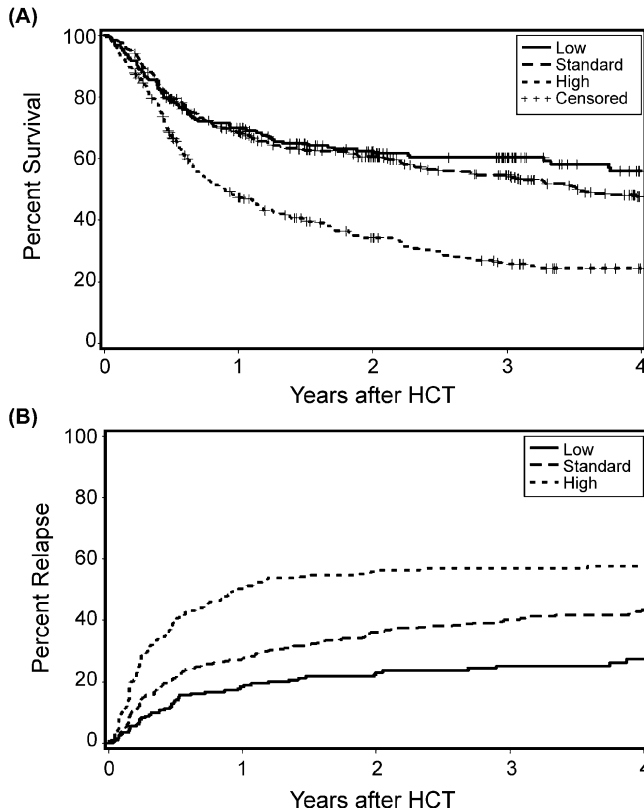 (A)
100
80
60
40
20
0
Percent Survival
Low
Standard
High
Censored
0 1 2 3 4
Years after HCT
(B)
100
80
60
40
20
0
Percent Relapse
Low
Standard
High
0 1 2 3 4
Years after HCT